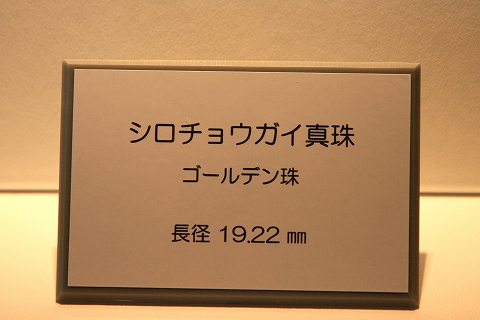 シロチョウガイ真珠
ゴールデン珠
長径 19.22 ㎜